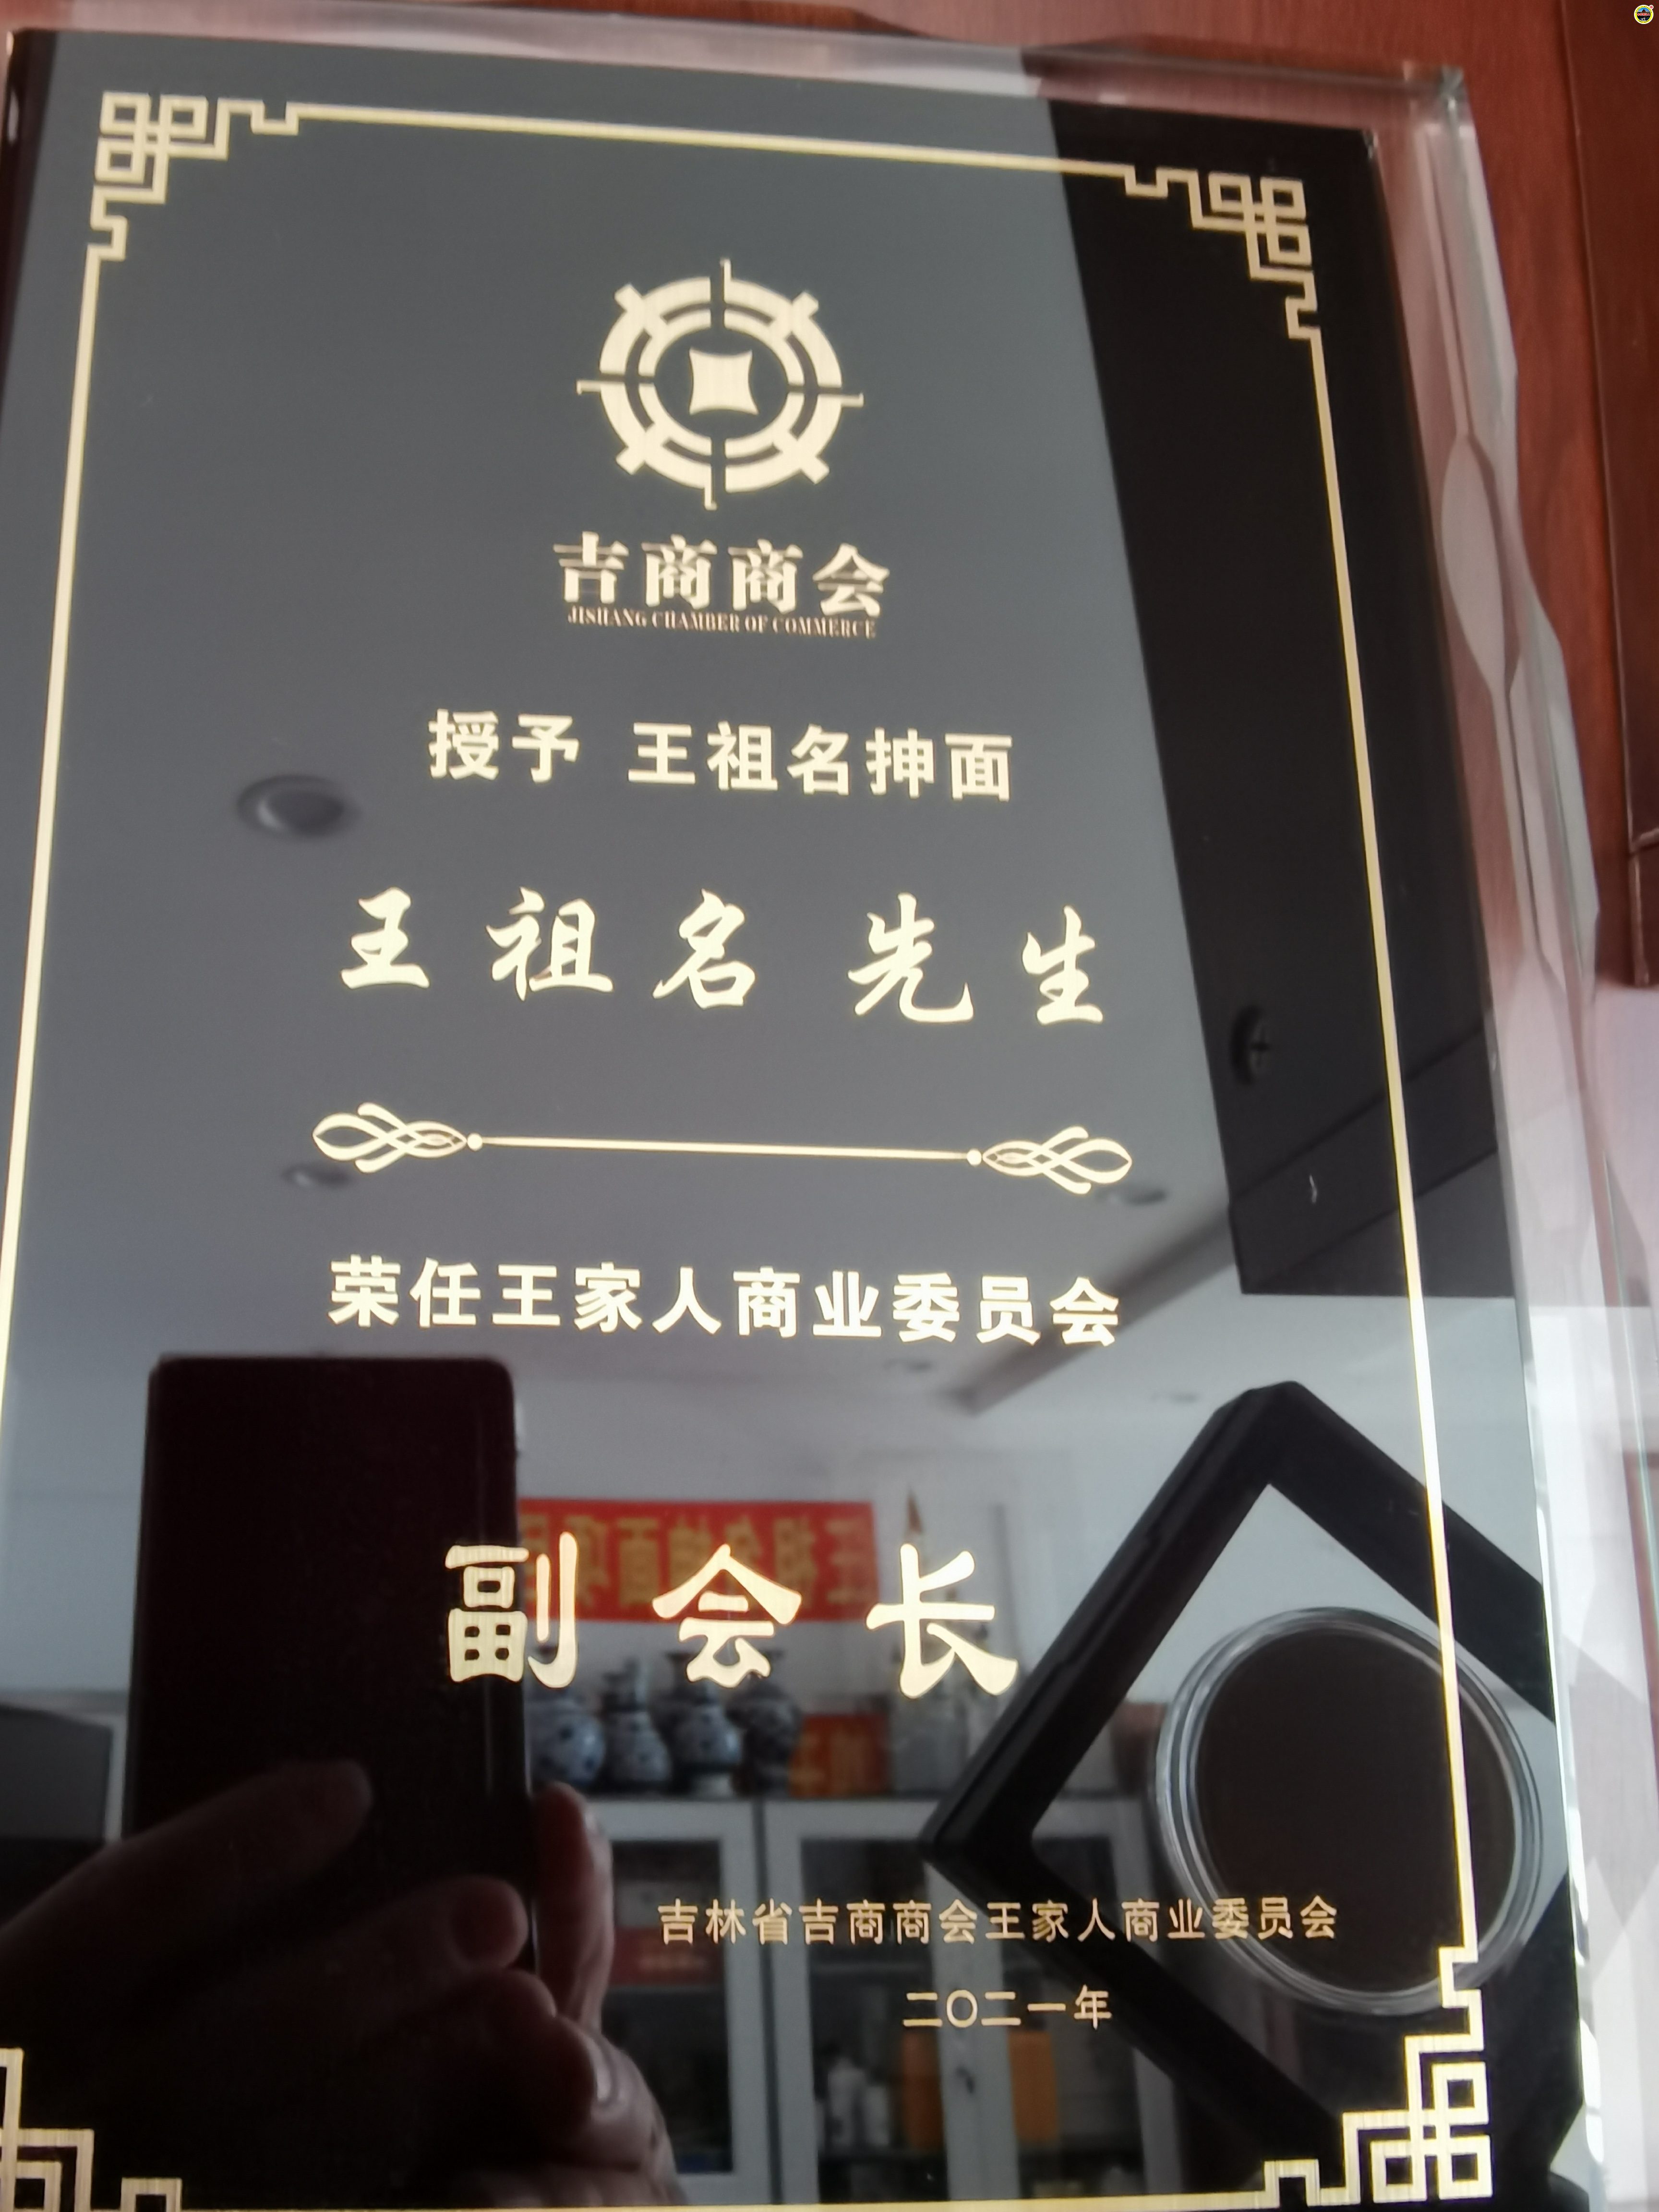 吉商商会
JISHANG CHAMBER OF COMMERCE
授予 王祖名抻面
王祖名 先生
荣任王家人商业委员会
副会长
吉林省吉商商会王家人商业委员会
二〇二一年